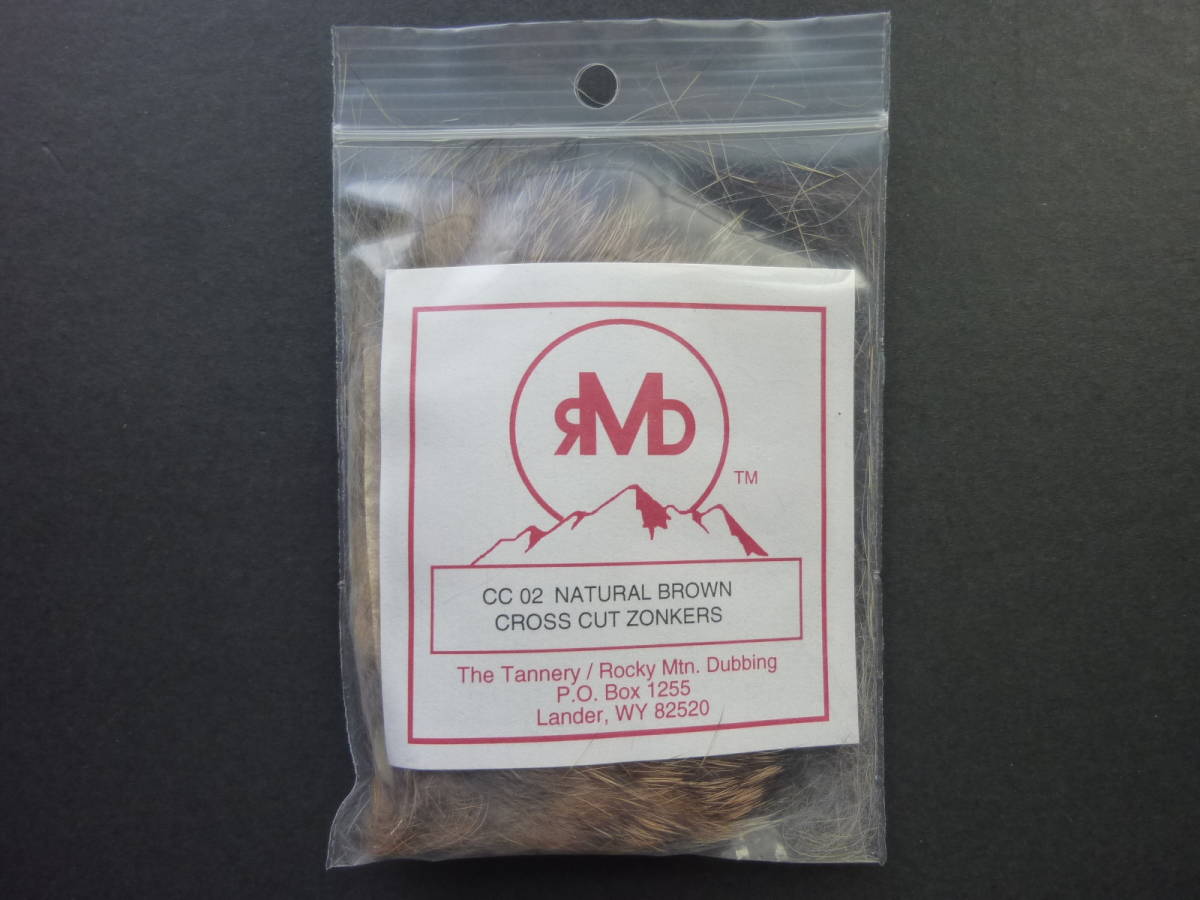 RMD
TM
CC 02 NATURAL BROWN
CROSS CUT ZONKERS
The Tannery / Rocky Mtn. Dubbing
P.O. Box 1255
Lander, WY 82520